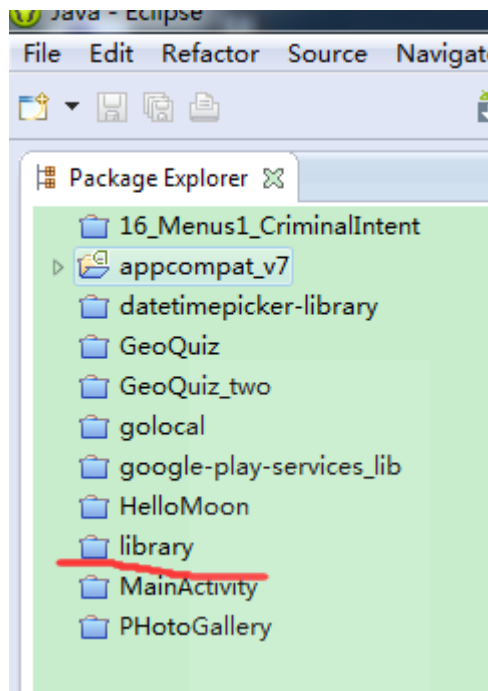 Java - Eclipse
File Edit Refactor Source Navigat
Package Explorer
16_Menus1_CriminalIntent
appcompat_v7
datetimepicker-library
GeoQuiz
GeoQuiz_two
golocal
google-play-services_lib
HelloMoon
library
MainActivity
PHotoGallery